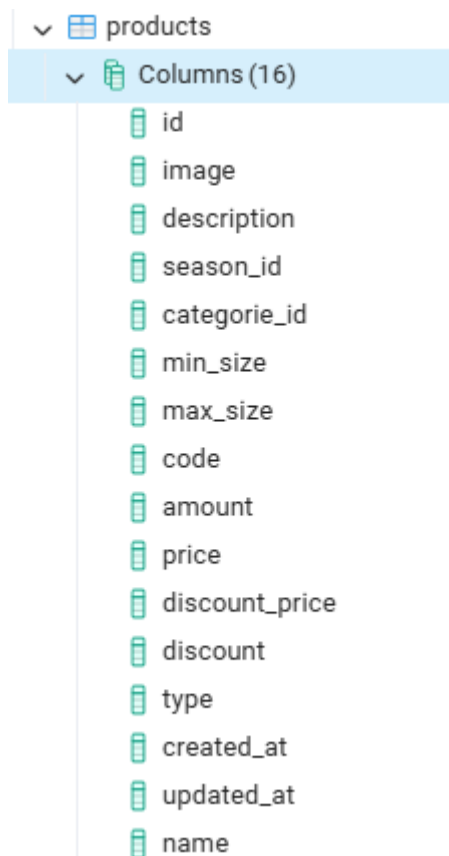 products
Columns (16)
id
image
description
season_id
categorie_id
min_size
max_size
code
amount
price
discount_price
discount
type
created_at
updated_at
name